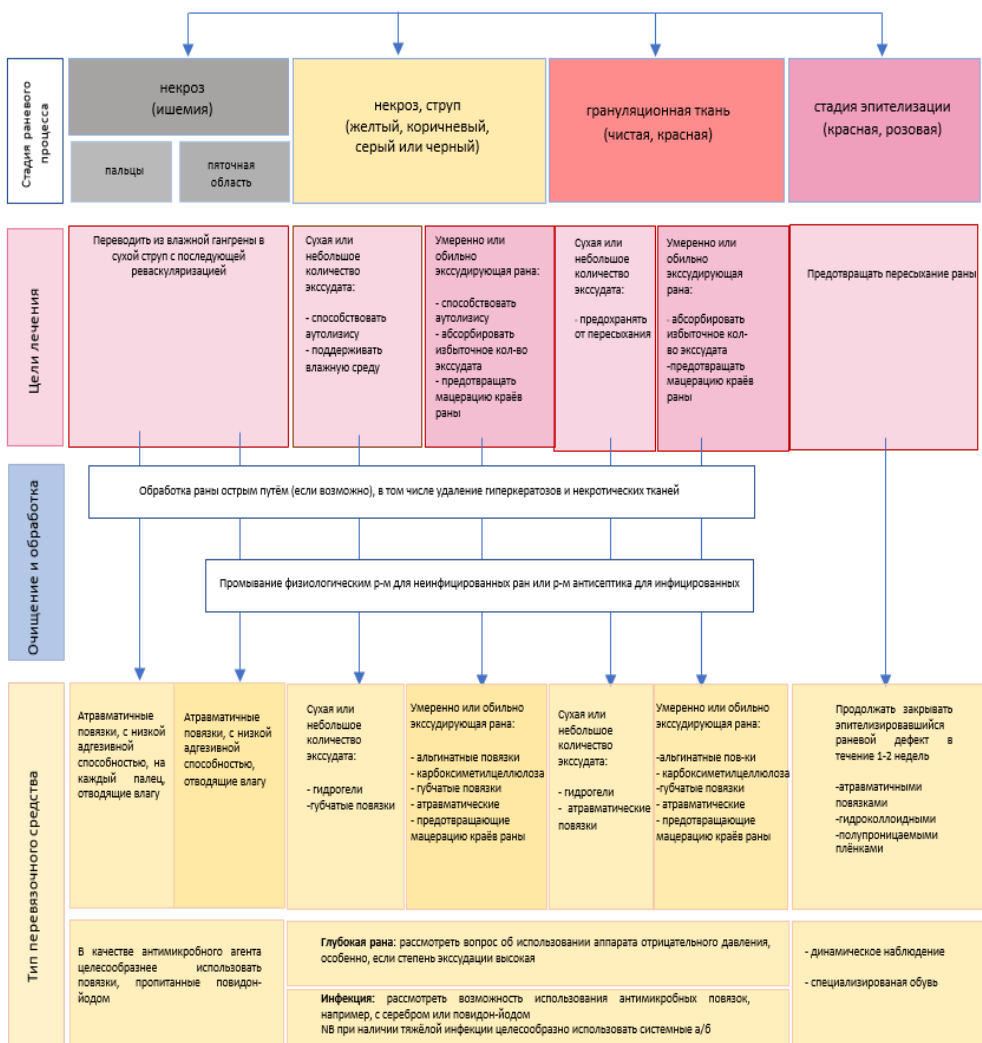 Стадия раневого
процесса
некроз
(ишемия)
пальцы
пяточная
область
некроз, струп
(желтый, коричневый,
серый или черный)
грануляционная ткань
(чистая, красная)
стадия эпителизации
(красная, розовая)
Цели лечения
Переводить из влажной гангрены в
сухой струп с последующей
реваскуляризацией
Сухая или
небольшое
количество
экссудата:
- способствовать
аутолизису
- поддерживать
влажную среду
Умеренно или
обильно
экссудирующая рана:
- способствовать
аутолизису
- абсорбировать
избыточное кол-во
экссудата
- предотвращать
мацерацию краёв
раны
Сухая или
небольшое
количество
экссудата:
- предохранять
от пересыхания
Умеренно или
обильно
экссудирующая
рана:
- абсорбировать
избыточное кол-
во экссудата
-предотвращать
мацерацию краёв
раны
Предотвращать пересыхание раны
Очищение и обработка
Обработка раны острым путём (если возможно), в том числе удаление гиперкератозов и некротических тканей
Промывание физиологическим р-м для неинфицированных ран или р-м антисептика для инфицированных
Тип перевязочного средства
Атравматичные
повязки, с низкой
адгезивной
способностью, на
каждый палец,
отводящие влагу
Атравматичные
повязки, с низкой
адгезивной
способностью,
отводящие влагу
Сухая или
небольшое
количество
экссудата:
- гидрогели
-губчатые повязки
Умеренно или обильно
экссудирующая рана:
- альгинатные повязки
- карбоксиметилцеллюлоза
- губчатые повязки
- атравматические
- предотвращающие
мацерацию краёв раны
Сухая или
небольшое
количество
экссудата:
- гидрогели
- атравматические
повязки
Умеренно или обильно
экссудирующая рана:
-альгинатные пов-ки
- карбоксиметилцеллюлоза
-губчатые повязки
- атравматические
- предотвращающие
мацерацию краёв раны
Продолжать закрывать
эпителизировавшийся
раневой дефект в
течение 1-2 недель
-атравматичными
повязками
-гидроколлоидными
-полупроницаемыми
плёнками
В качестве антимикробного агента
целесообразнее использовать
повязки, пропитанные повидон-
йодом
Глубокая рана: рассмотреть вопрос об использовании аппарата отрицательного давления,
особенно, если степень экссудации высокая
Инфекция: рассмотреть возможность использования антимикробных повязок,
например, с серебром или повидон-йодом
NB при наличии тяжёлой инфекции целесообразно использовать системные а/б
- динамическое наблюдение
- специализированая обувь